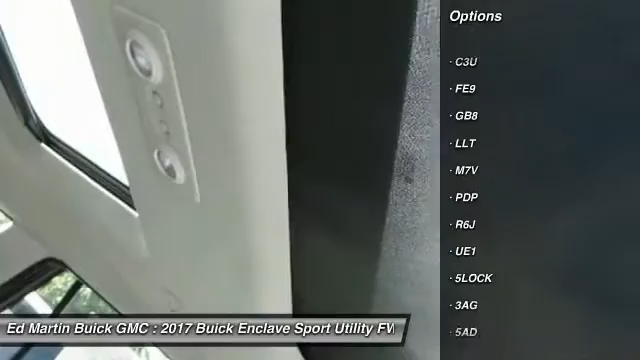 Options
· C3U
· FE9
· GB8
· LLT
· M7V
· PDP
· R6J
· UE1
· 5LOCK
· 3AG
· 5AD
Ed Martin Buick GMC : 2017 Buick Enclave Sport Utility